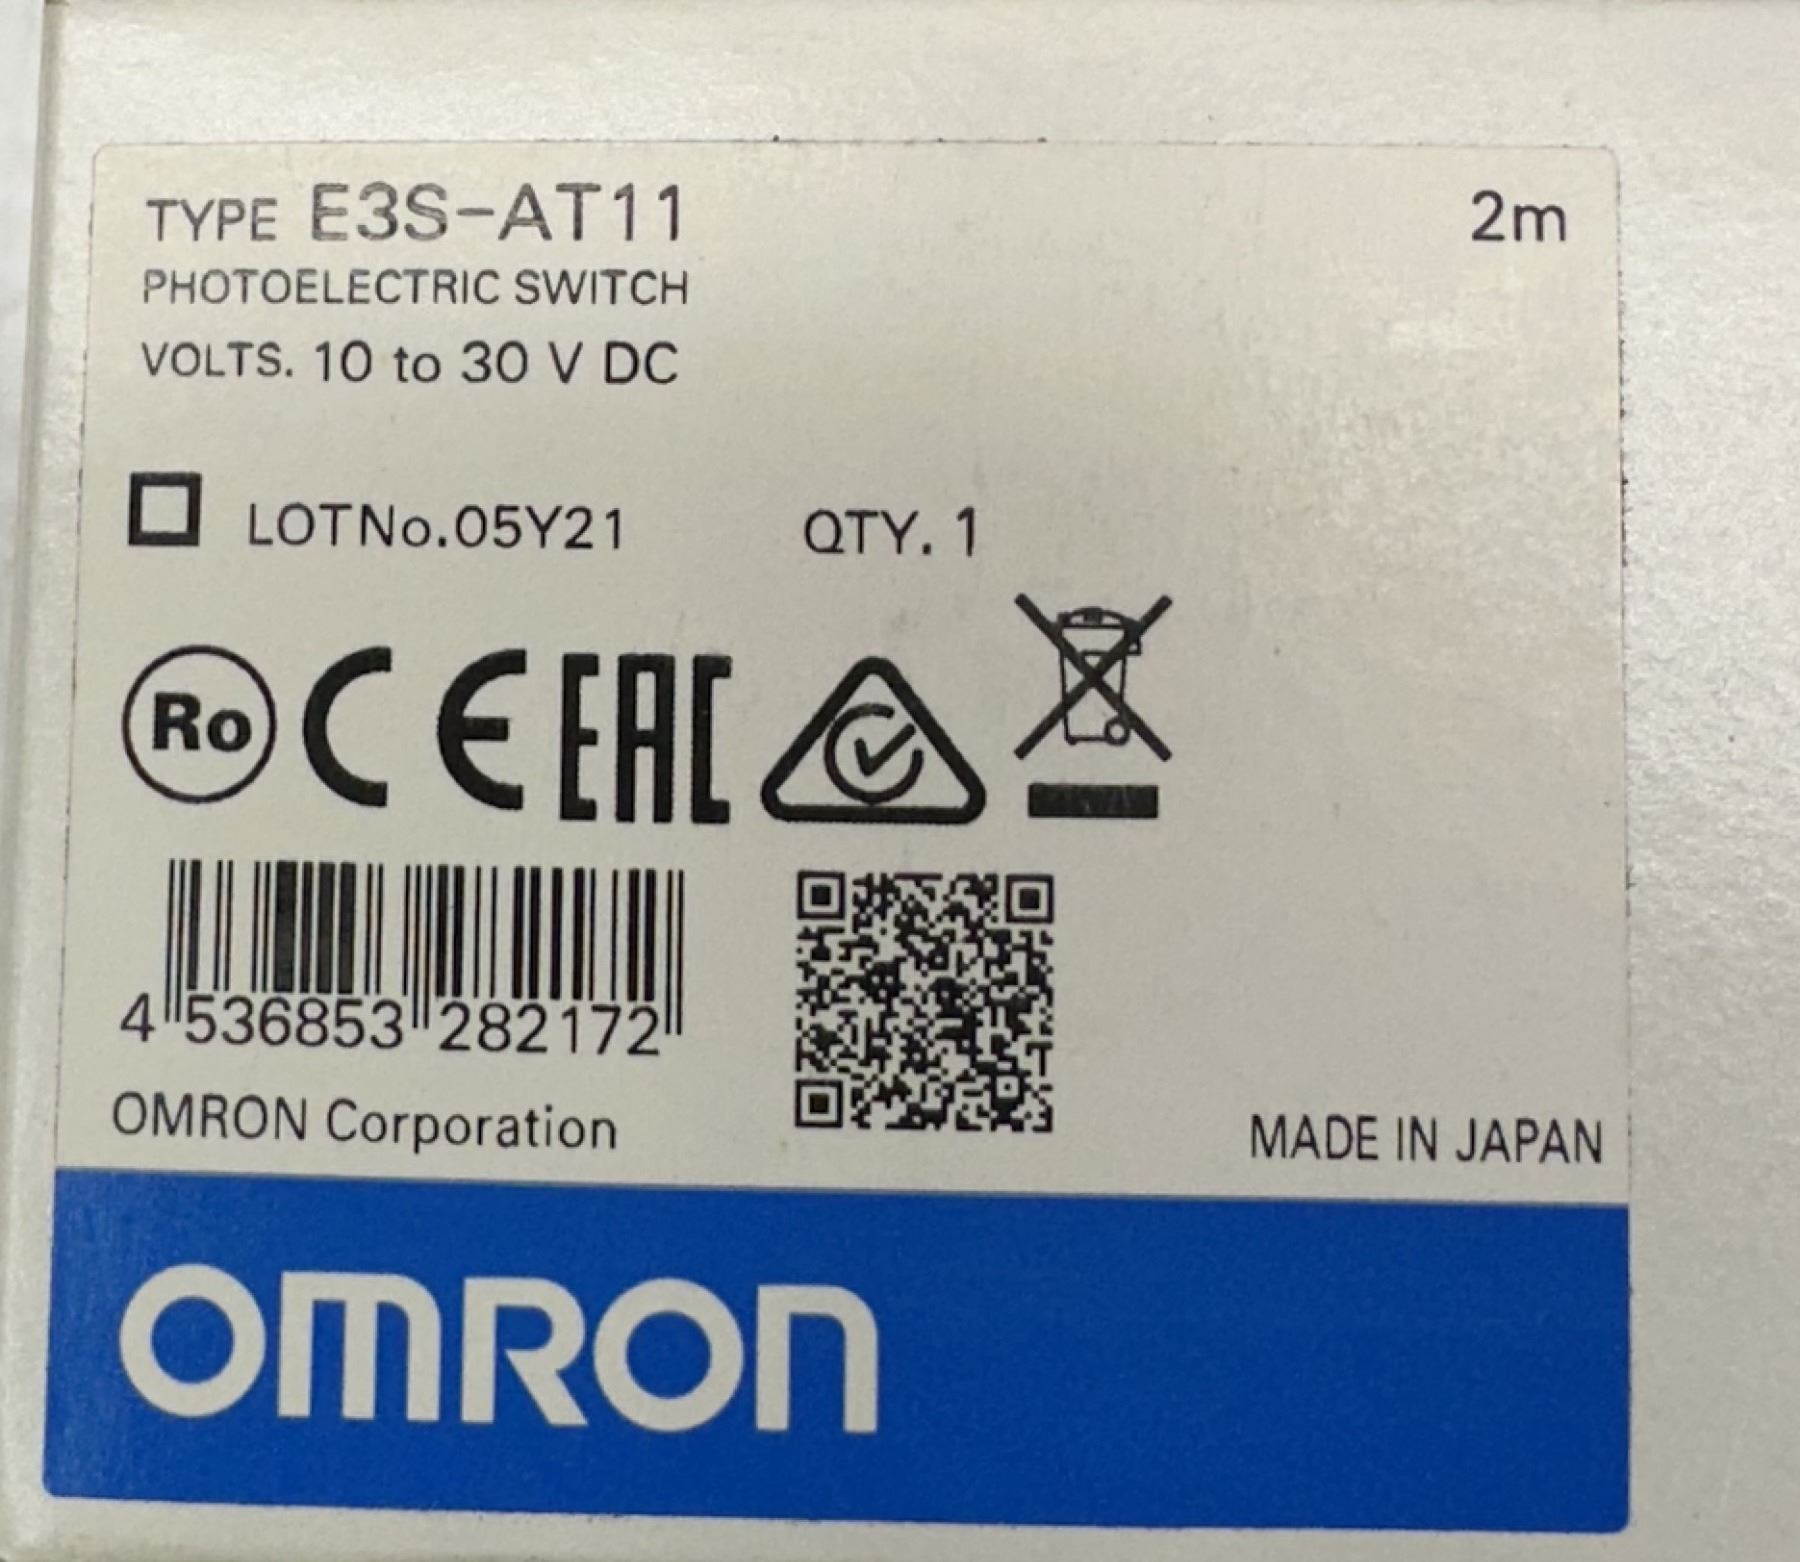 TYPE E3S-AT11 2m
PHOTOELECTRIC SWITCH
VOLTS. 10 to 30 V DC
LOTNo.05Y21 QTY. 1
Ro CE EAC
4 536853 282172
OMRON Corporation
MADE IN JAPAN
OMRON